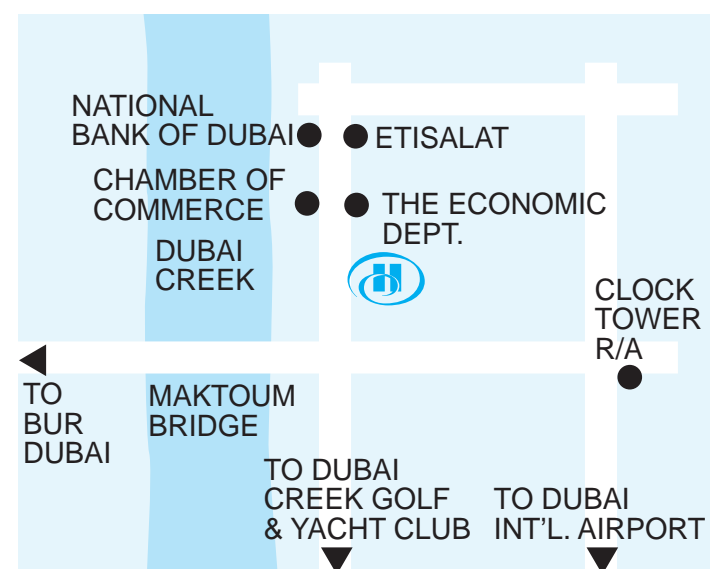 NATIONAL
BANK OF DUBAI
ETISALAT
CHAMBER OF
COMMERCE
THE ECONOMIC
DEPT.
DUBAI
CREEK
H
CLOCK
TOWER
R/A
TO
BUR
DUBAI
MAKTOUM
BRIDGE
TO DUBAI
CREEK GOLF
& YACHT CLUB
TO DUBAI
INT'L. AIRPORT